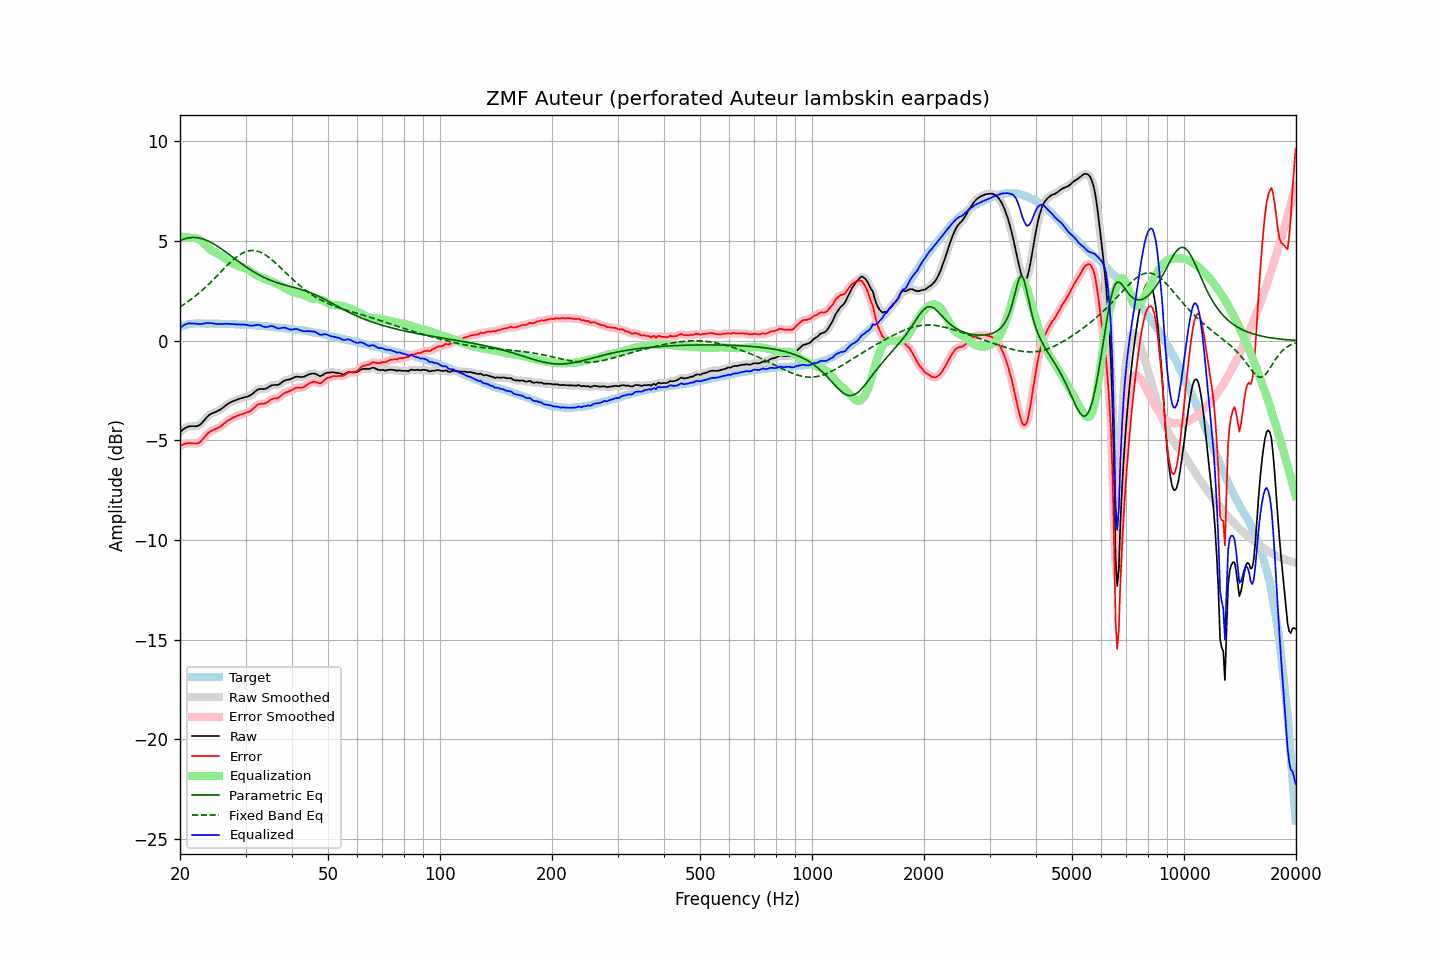 ZMF Auteur (perforated Auteur lambskin earpads)
10
5
0
−5
−10
−15
−20
−25
Amplitude (dBr)
Target
Raw Smoothed
Error Smoothed
Raw
Error
Equalization
Parametric Eq
Fixed Band Eq
Equalized
20 50 100 200 500 1000 2000 5000 10000 20000
Frequency (Hz)